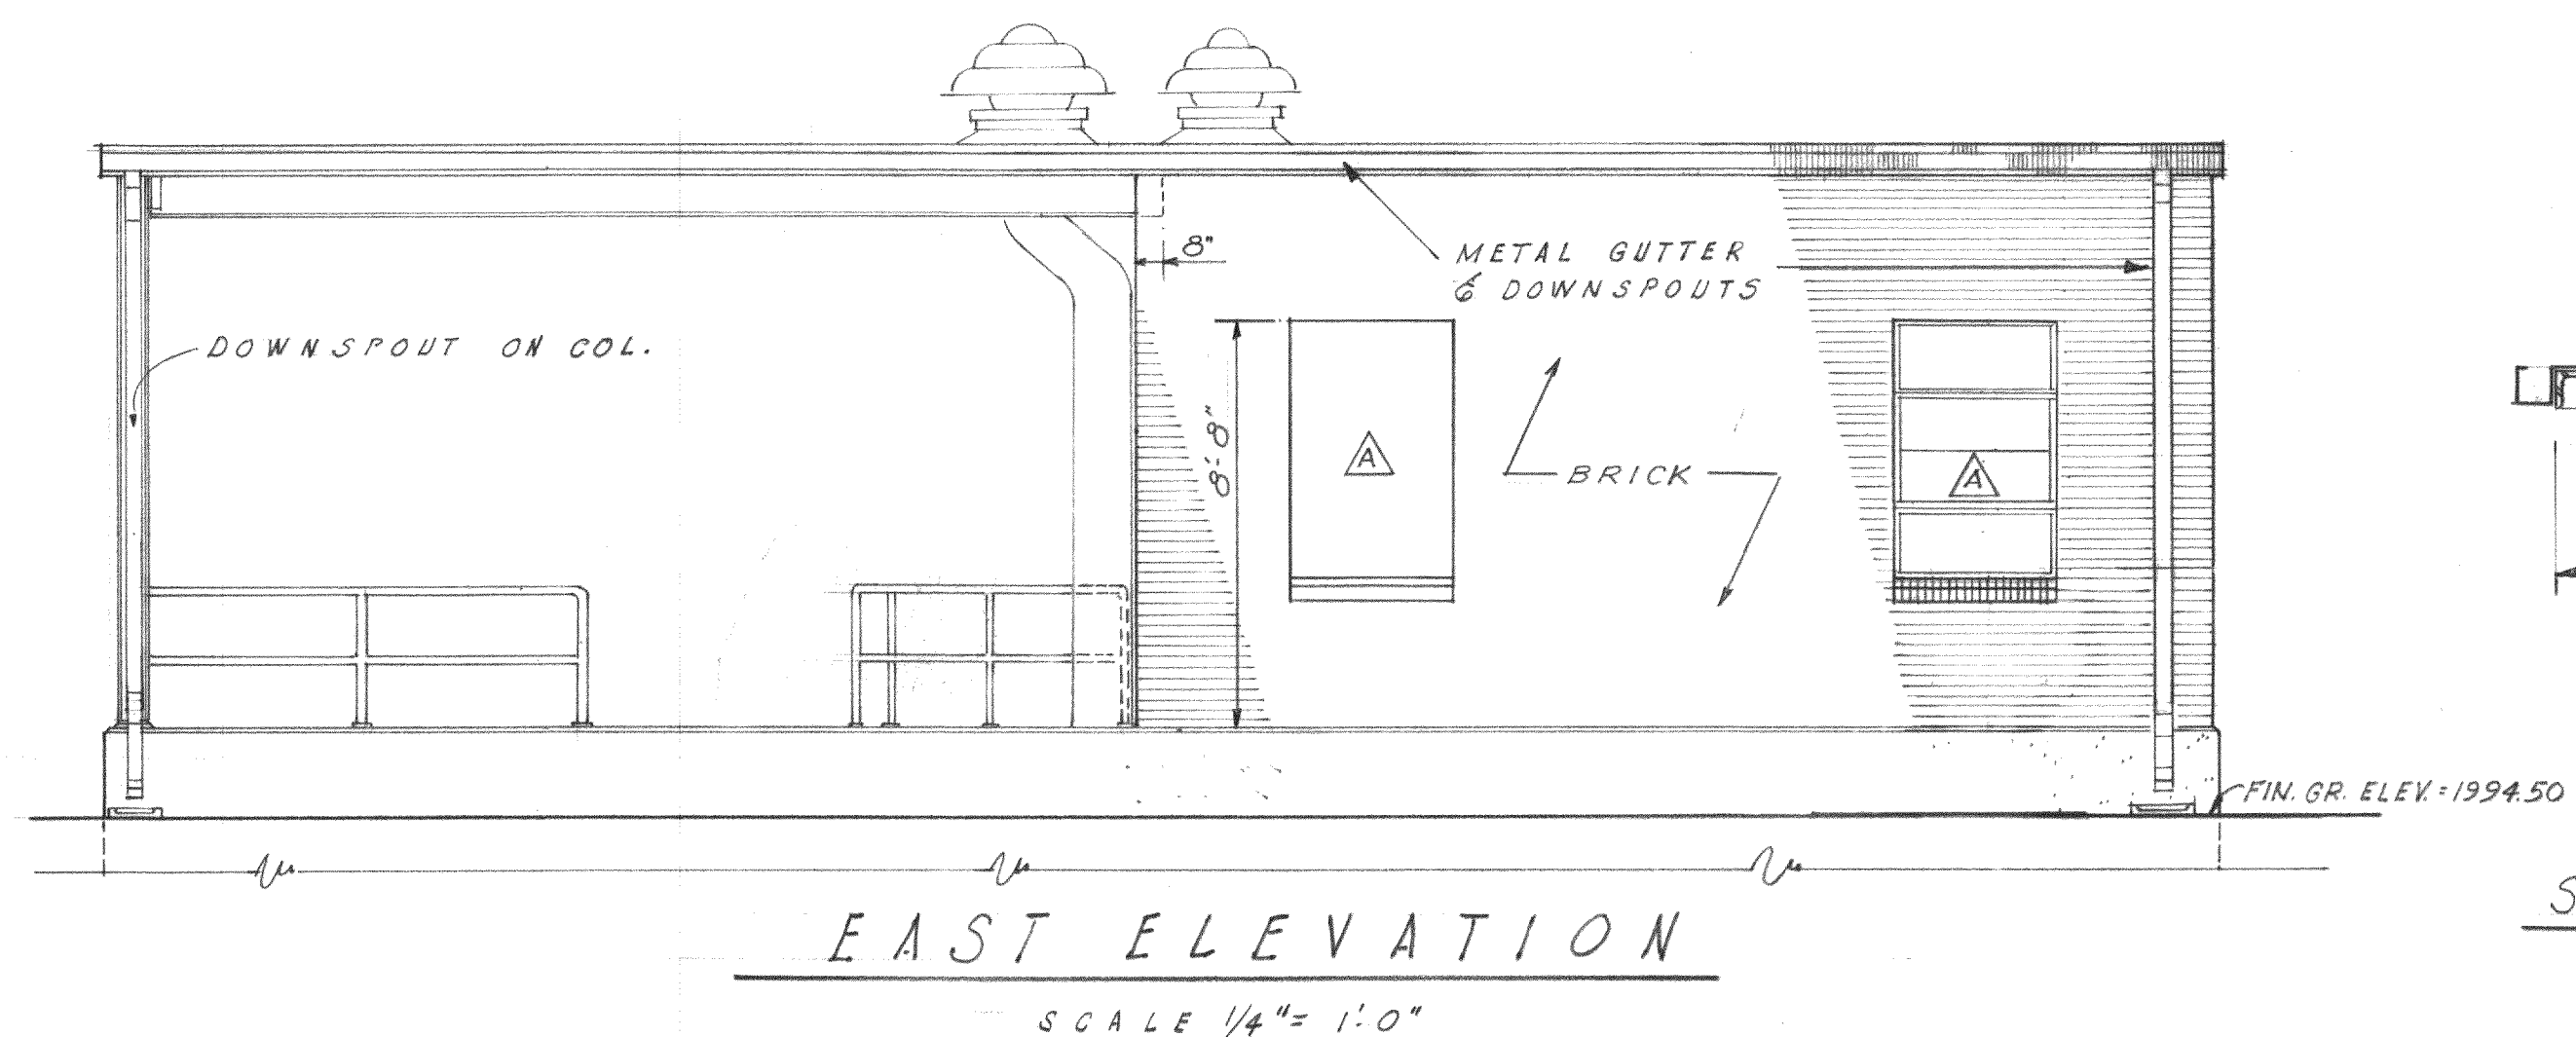 8"
METAL GUTTER
& DOWNSPOUTS
DOWNSPOUT ON COL.
8'-8"
A
BRICK
A
FIN. GR. ELEV. = 1994.50
EAST ELEVATION
S
SCALE 1/4" = 1'-0"